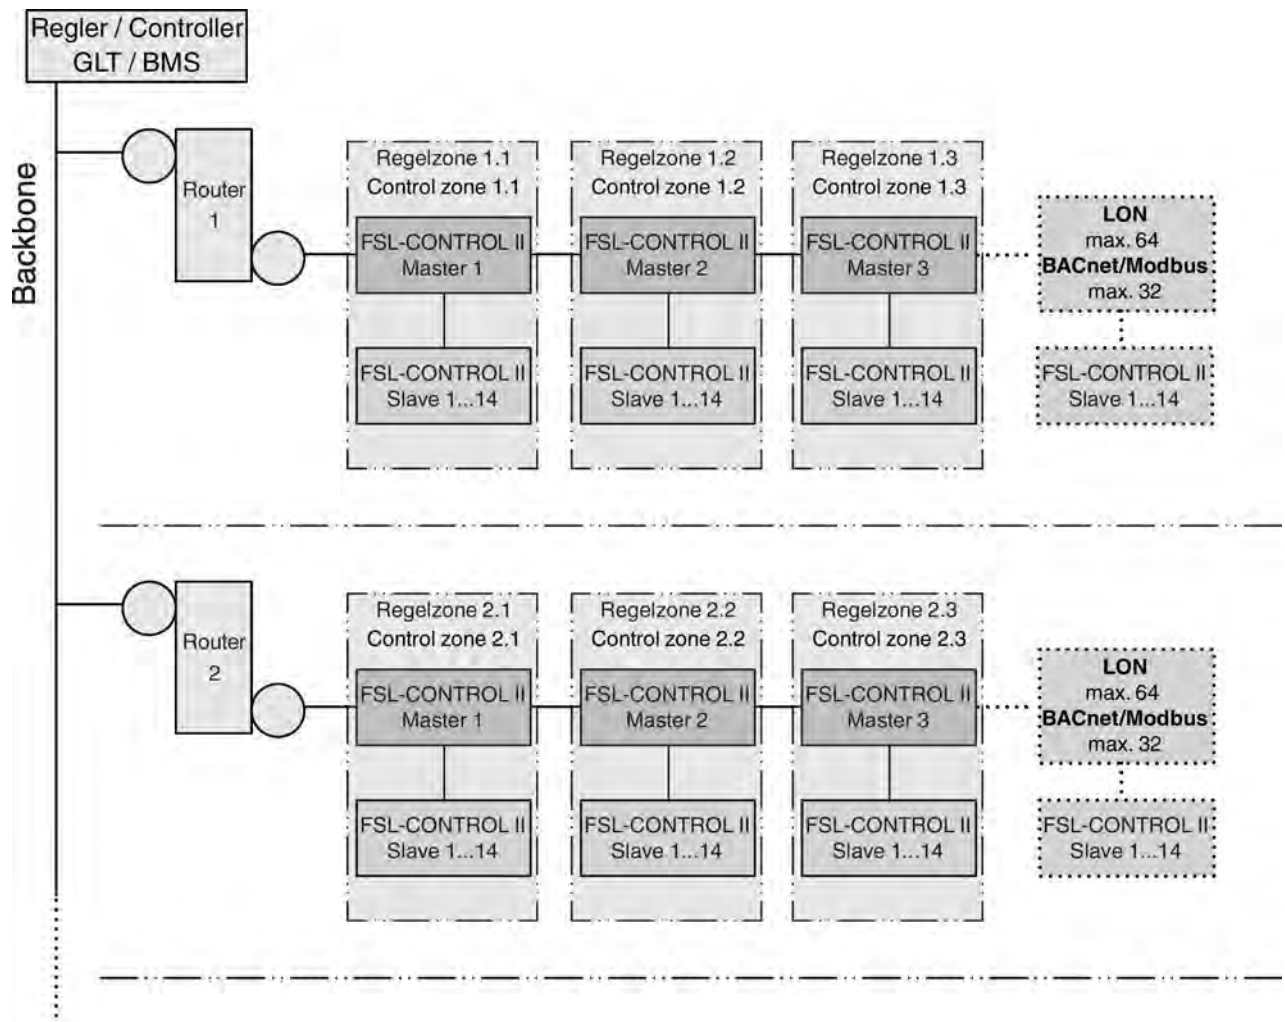 Regler / Controller
GLT / BMS
Backbone
Router
1
Regelzone 1.1
Control zone 1.1
FSL-CONTROL II
Master 1
FSL-CONTROL II
Slave 1...14
Regelzone 1.2
Control zone 1.2
FSL-CONTROL II
Master 2
FSL-CONTROL II
Slave 1...14
Regelzone 1.3
Control zone 1.3
FSL-CONTROL II
Master 3
FSL-CONTROL II
Slave 1...14
LON
max. 64
BACnet/Modbus
max. 32
FSL-CONTROL II
Slave 1...14
Router
2
Regelzone 2.1
Control zone 2.1
FSL-CONTROL II
Master 1
FSL-CONTROL II
Slave 1...14
Regelzone 2.2
Control zone 2.2
FSL-CONTROL II
Master 2
FSL-CONTROL II
Slave 1...14
Regelzone 2.3
Control zone 2.3
FSL-CONTROL II
Master 3
FSL-CONTROL II
Slave 1...14
LON
max. 64
BACnet/Modbus
max. 32
FSL-CONTROL II
Slave 1...14